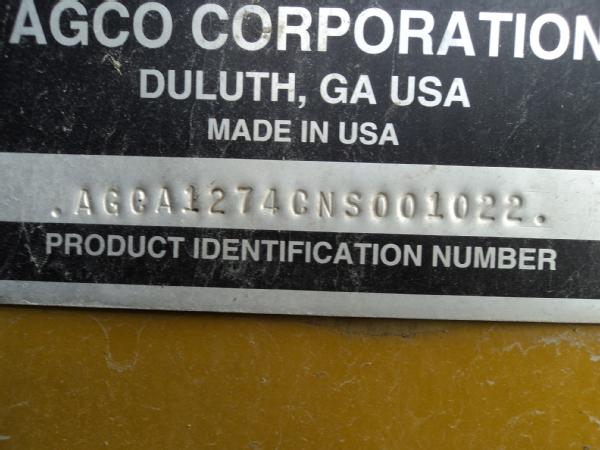 AGCO CORPORATION
DULUTH, GA USA
MADE IN USA
.AGCA1274CNS001022.
PRODUCT IDENTIFICATION NUMBER